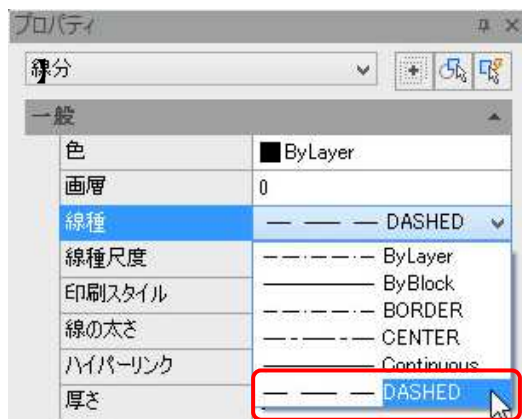 プロパティ
線分
一般
色 ByLayer
画層 0
線種 DASHED
線種尺度 ByLayer
ByBlock
印刷スタイル BORDER
線の太さ CENTER
ハイパーリンク Continuous
厚さ DASHED